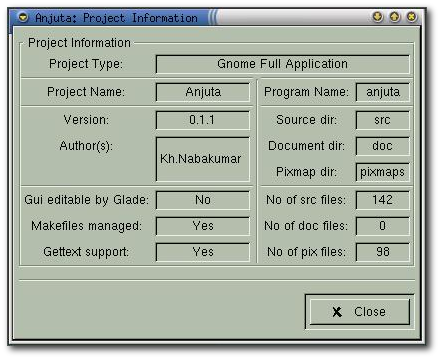 Anjuta: Project Information
Project Information
Project Type: Gnome Full Application
Project Name: Anjuta Program Name: anjuta
Version: 0.1.1 Source dir: src
Author(s): Kh.Nabakumar Document dir: doc
Pixmap dir: pixmaps
Gui editable by Glade: No No of src files: 142
Makefiles managed: Yes No of doc files: 0
Gettext support: Yes No of pix files: 98
Close